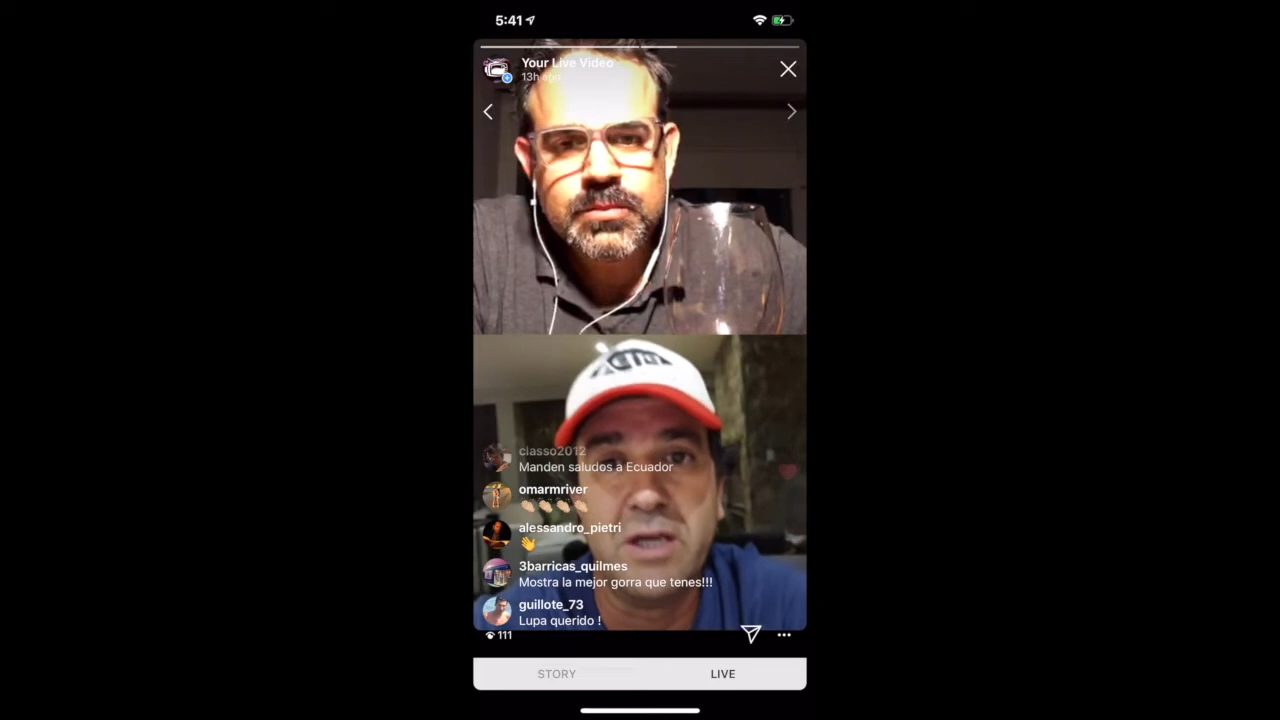 5:41
Your Live Video
13h ago
classo2012
Manden saludos a Ecuador
omarmriver
alessandro_pietri
3barricas_quilmes
Mostra la mejor gorra que tenes!!!
guillote_73
Lupa querido !
111
STORY
LIVE